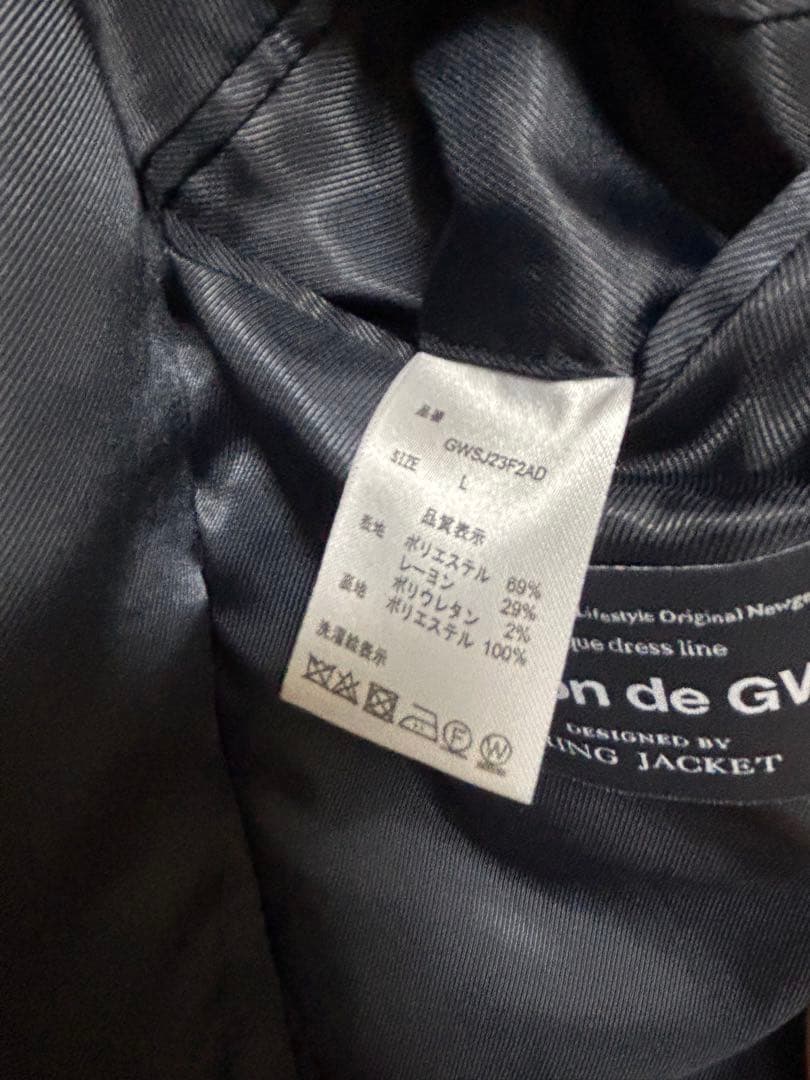 品番
GWSJ23F2AD
SIZE L
品質表示
表地 ポリエステル 69%
レーヨン 29%
ポリウレタン 2%
裏地 ポリエステル 100%
洗濯絵表示
F W
Lifestyle Original Newge
que dress line
on de GW
DESIGNED BY
RING JACKET